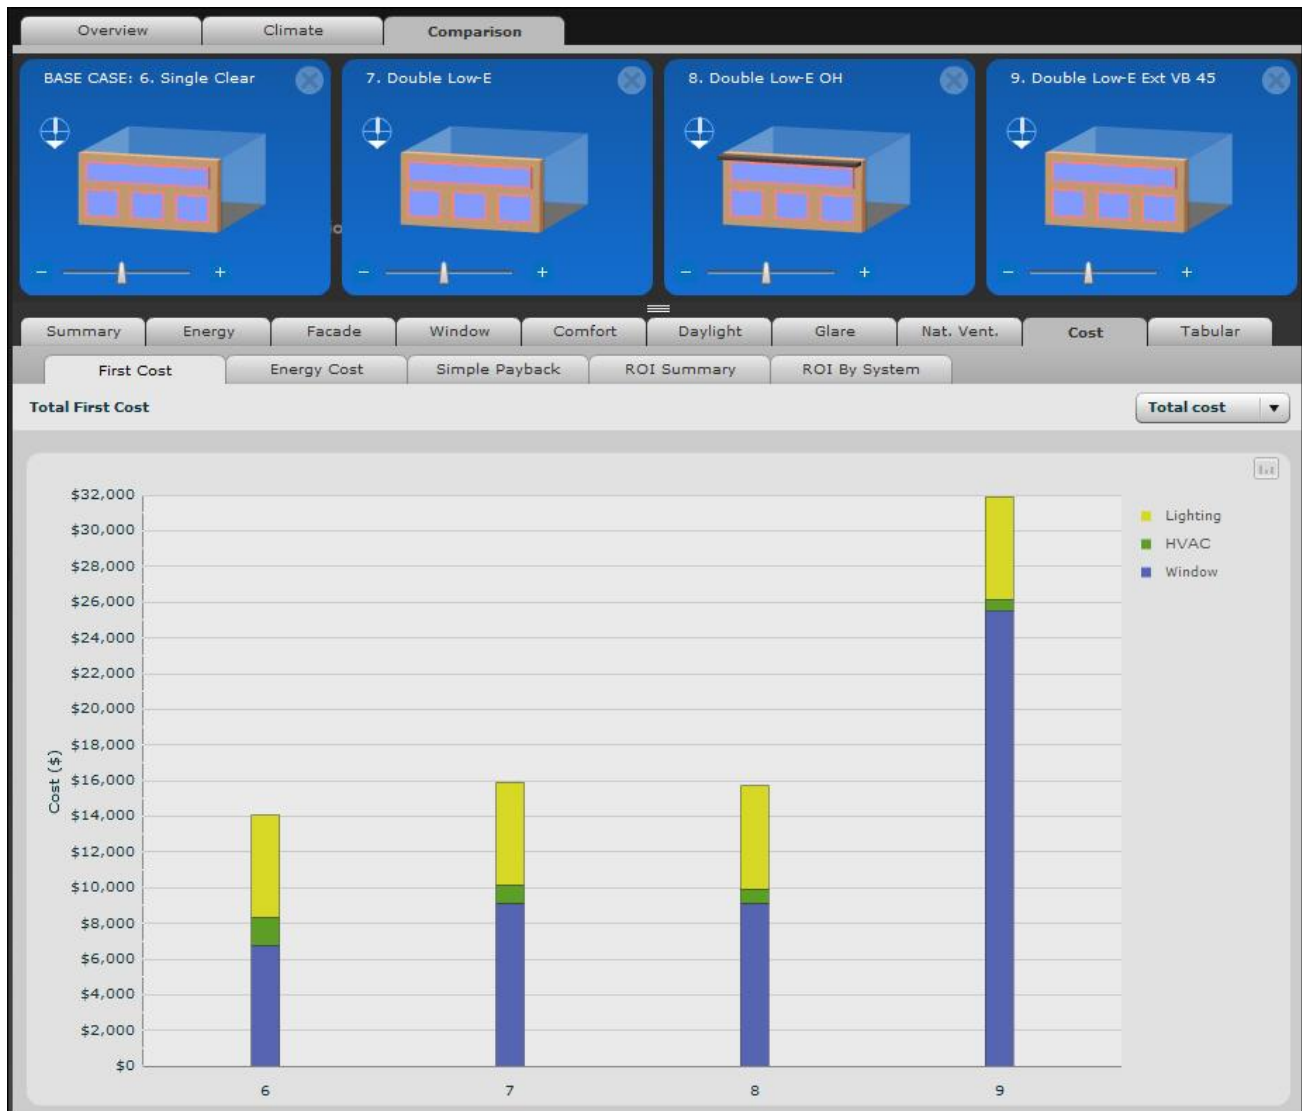 Overview Climate Comparison
BASE CASE: 6. Single Clear 7. Double Low-E 8. Double Low-E OH 9. Double Low-E Ext VB 45
− + − + − + − +
Summary Energy Facade Window Comfort Daylight Glare Nat. Vent. Cost Tabular
First Cost Energy Cost Simple Payback ROI Summary ROI By System
Total First Cost Total cost
$32,000
$30,000
$28,000
$26,000
$24,000
$22,000
$20,000
$18,000
$16,000
$14,000
$12,000
$10,000
$8,000
$6,000
$4,000
$2,000
$0
Cost ($)
6 7 8 9
Lighting
HVAC
Window